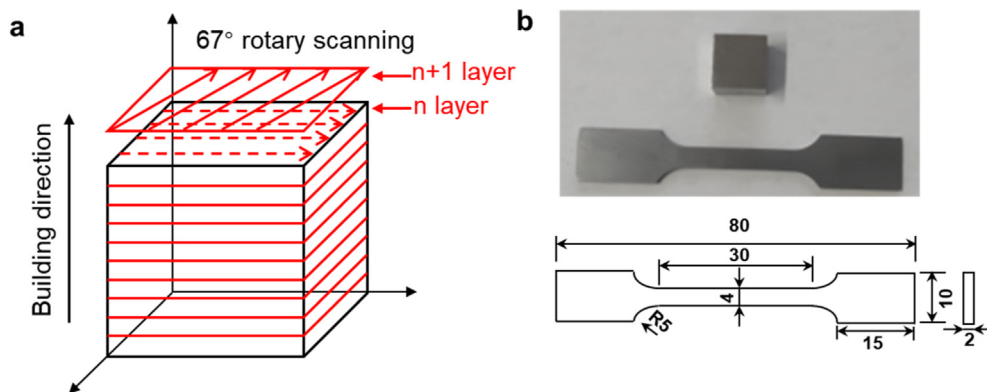 a
67° rotary scanning
n+1 layer
n layer
Building direction
b
80
30
4
R5
10
15
2